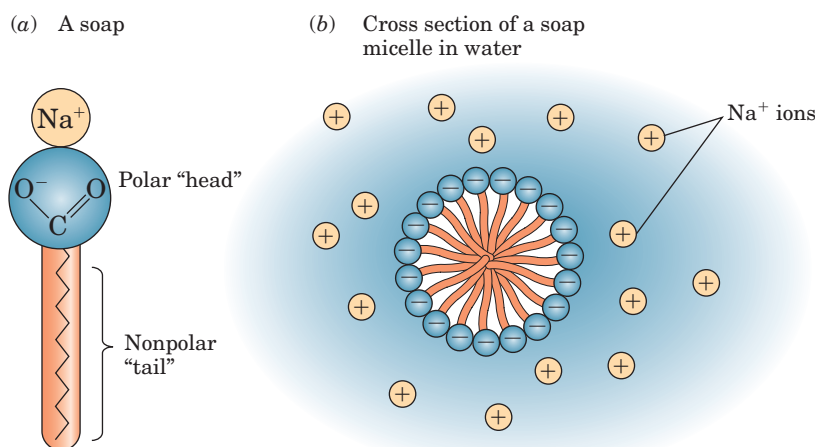 (a) A soap
(b) Cross section of a soap
micelle in water
Na⁺
Na⁺ ions
Polar “head”
O⁻ O
C
Nonpolar
“tail”
+ + + + + + + + + + + + + + +
− − − − − − − − − − − − − − − − − − −